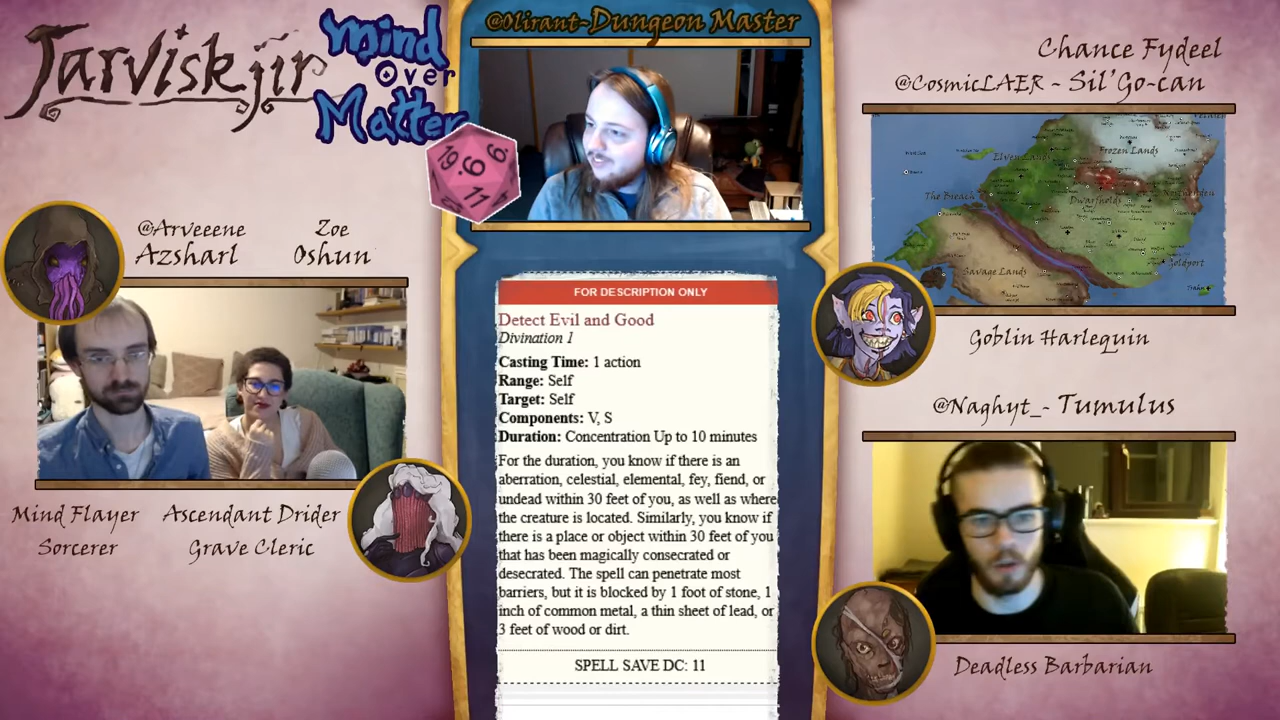 Jarviskjir
Mind
Over
Matter
@Olirant-Dungeon Master
Chance Fydeel
@CosmicLAER - Sil'Go-can
19
.6
6.
11
Elven Lands
Frozen Lands
The Breach
Dwarfholds
Savage Lands
Goldport
@Arveeene
Azsharl
Zoe
Oshun
Goblin Harlequin
@Naghyt_- Tumulus
Mind Flayer
Sorcerer
Ascendant Drider
Grave Cleric
Deadless Barbarian
FOR DESCRIPTION ONLY
Detect Evil and Good
Divination 1
Casting Time: 1 action
Range: Self
Target: Self
Components: V, S
Duration: Concentration Up to 10 minutes
For the duration, you know if there is an
aberration, celestial, elemental, fey, fiend, or
undead within 30 feet of you, as well as where
the creature is located. Similarly, you know if
there is a place or object within 30 feet of you
that has been magically consecrated or
desecrated. The spell can penetrate most
barriers, but it is blocked by 1 foot of stone, 1
inch of common metal, a thin sheet of lead, or
3 feet of wood or dirt.
SPELL SAVE DC: 11